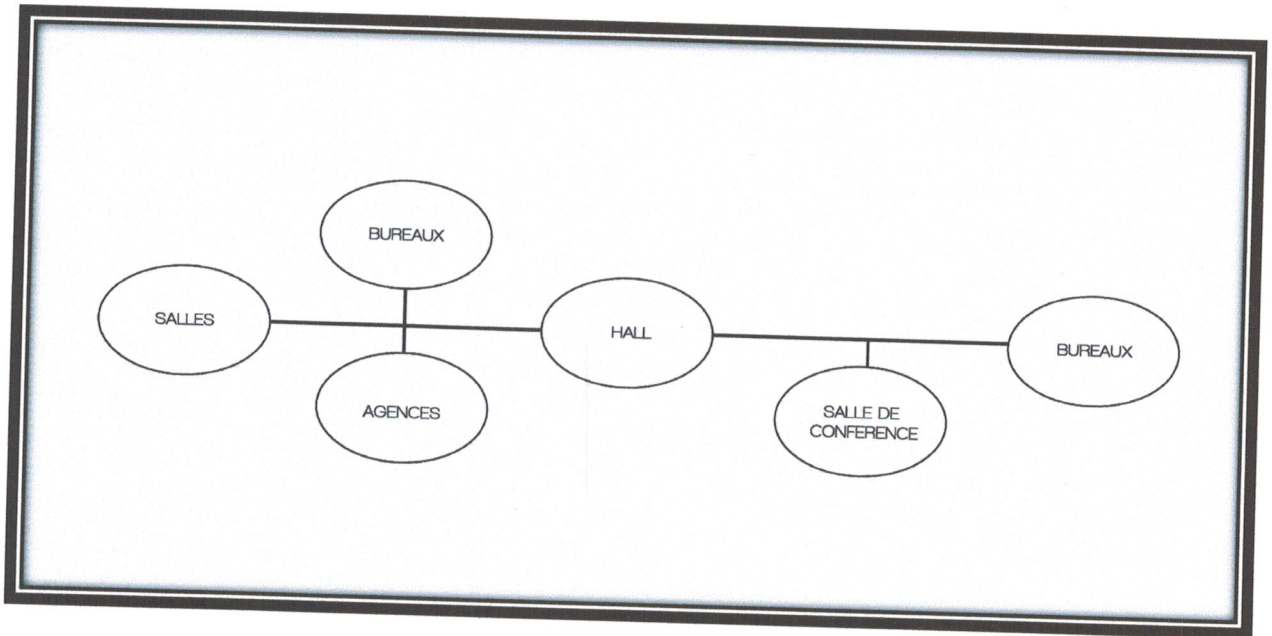 BUREAUX
SALLES
HALL
BUREAUX
AGENCES
SALLE DE
CONFERENCE